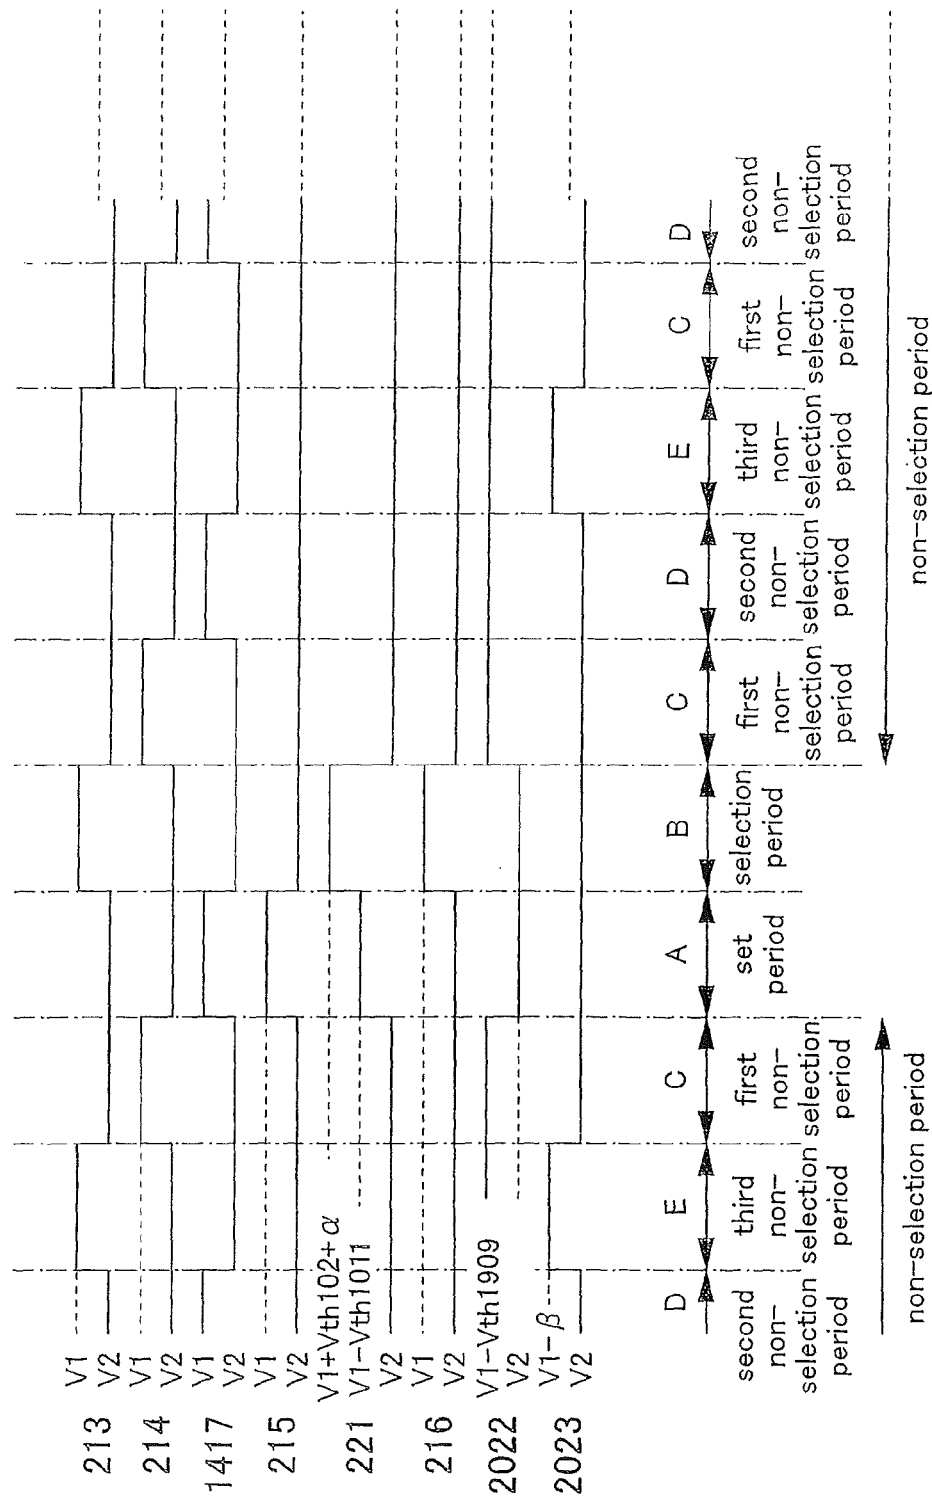 213 V1
V2
214 V1
V2
1417 V1
V2
215 V1
V2
V1+Vth102+α
221 V1-Vth1011
V2
216 V1
V2
2022 V1-Vth1909
V2
2023 V1-β
V2
D E C A B C D E C D
second non-selection period
third non-selection period
first non-selection period
set period
selection period
first non-selection period
second non-selection period
third non-selection period
first non-selection period
second non-selection period
non-selection period
non-selection period